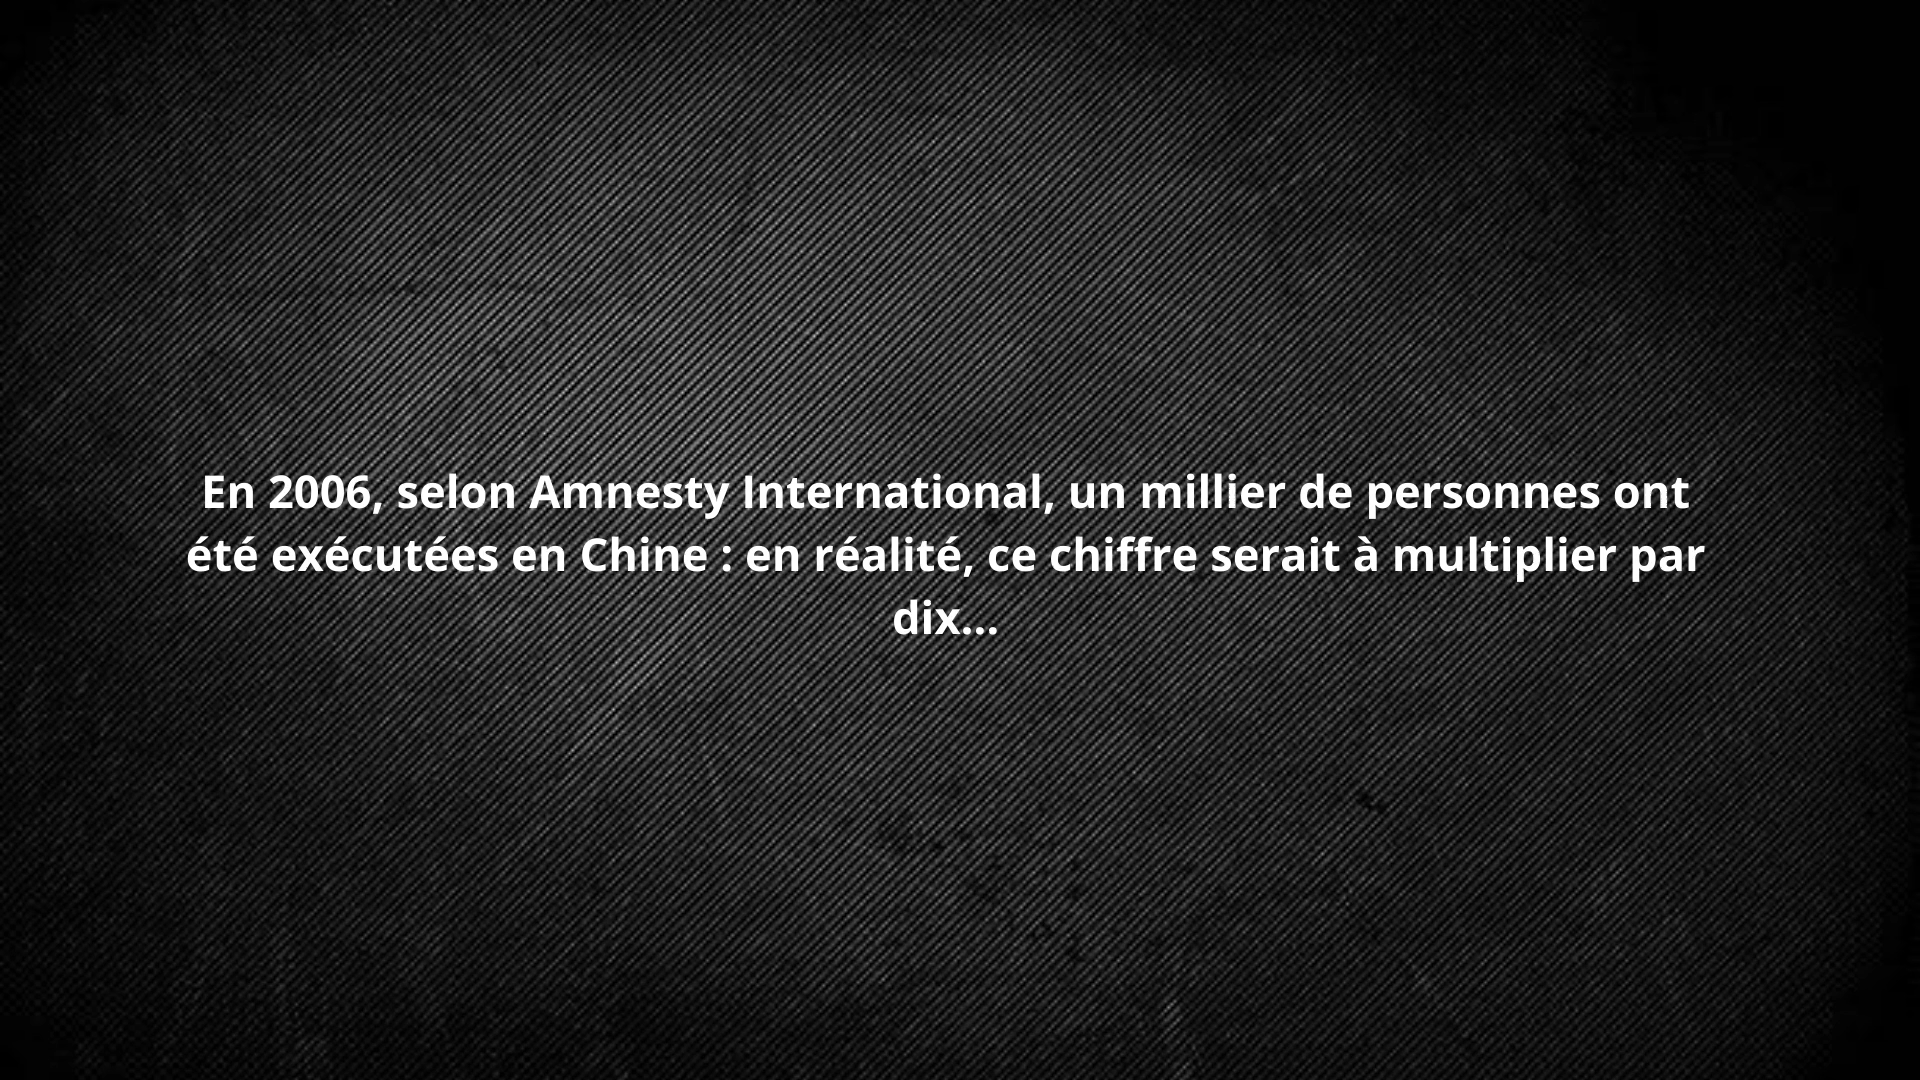 En 2006, selon Amnesty International, un millier de personnes ont
été exécutées en Chine : en réalité, ce chiffre serait à multiplier par
dix...